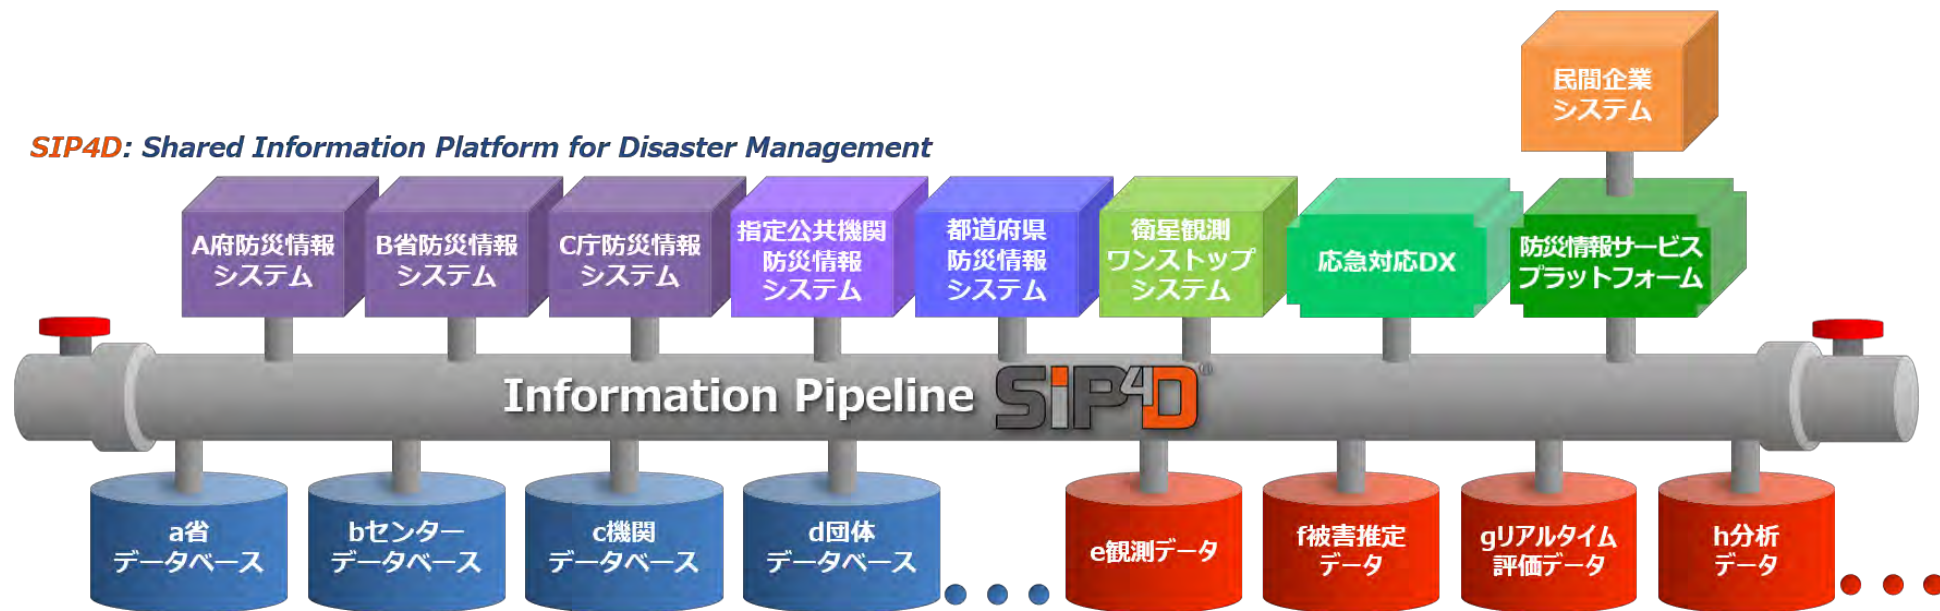 民間企業
システム
SIP4D: Shared Information Platform for Disaster Management
A府防災情報
システム
B省防災情報
システム
C庁防災情報
システム
指定公共機関
防災情報
システム
都道府県
防災情報
システム
衛星観測
ワンストップ
システム
応急対応DX
防災情報サービス
プラットフォーム
Information Pipeline SiP4D®
a省
データベース
bセンター
データベース
c機関
データベース
d団体
データベース
e観測データ
f被害推定
データ
gリアルタイム
評価データ
h分析
データ